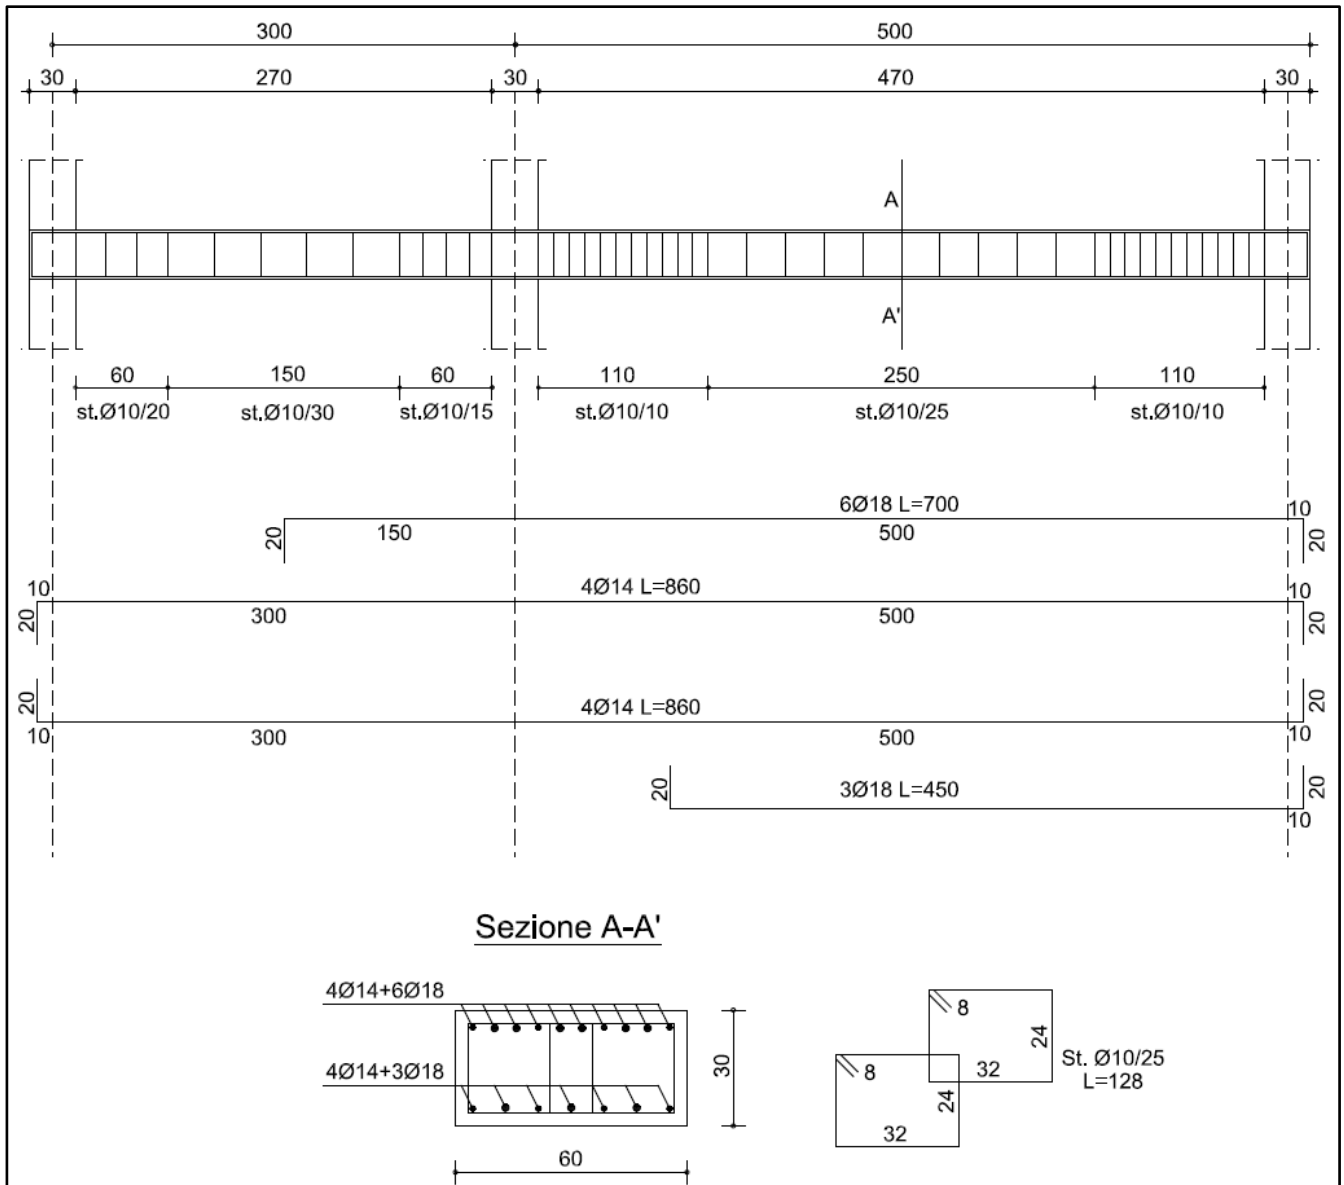 300 500
30 270 30 470 30
A
A'
60 150 60 110 250 110
st.Ø10/20 st.Ø10/30 st.Ø10/15 st.Ø10/10 st.Ø10/25 st.Ø10/10
6Ø18 L=700 10
20 150 500 20
10 4Ø14 L=860 10
20 300 500 20
20 4Ø14 L=860 20
10 300 500 10
20 3Ø18 L=450 20
10
Sezione A-A'
4Ø14+6Ø18
4Ø14+3Ø18
30
60
8
24
32
St. Ø10/25
L=128
8
24
32